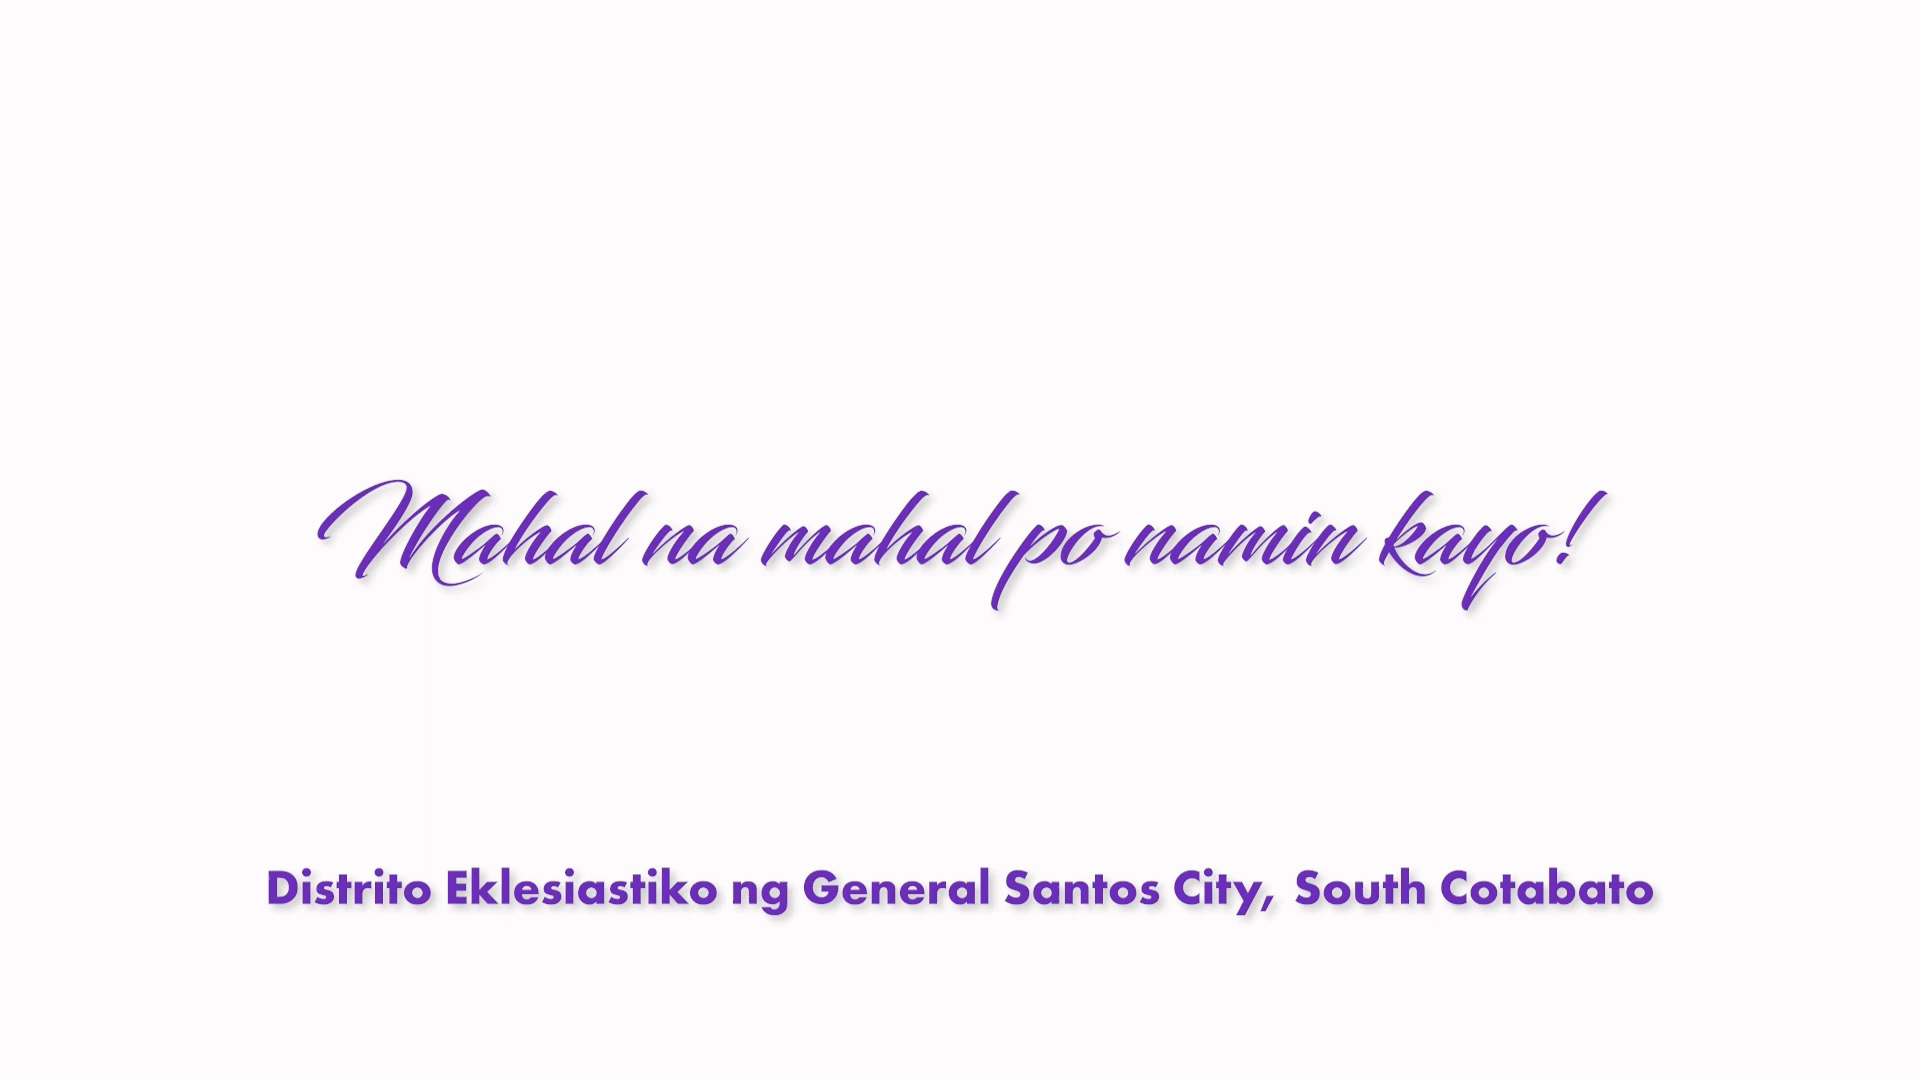 Mahal na mahal po namin kayo!
Distrito Eklesiastiko ng General Santos City, South Cotabato